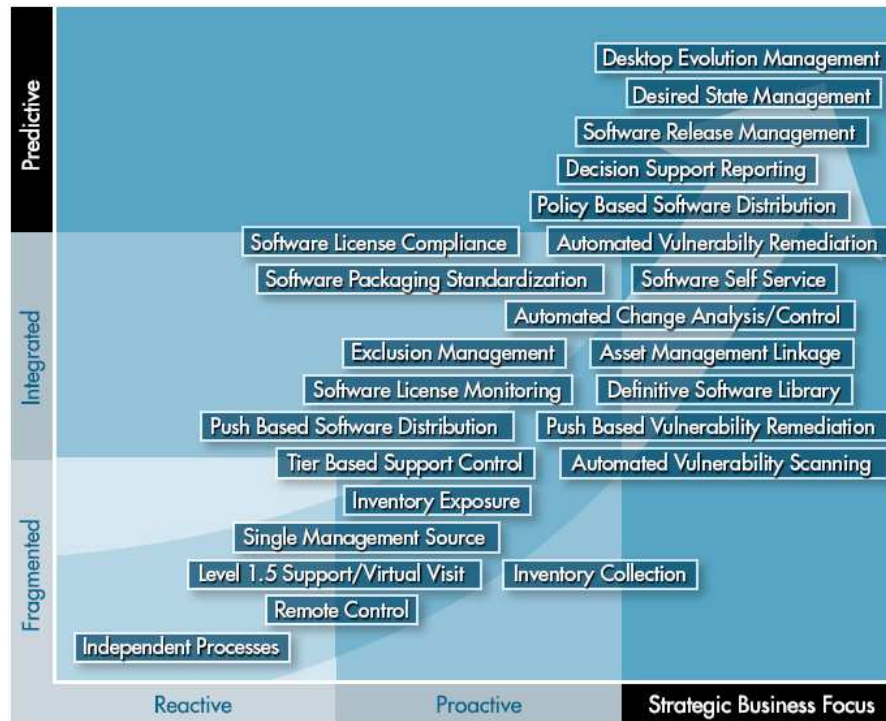 Predictive
Desktop Evolution Management
Desired State Management
Software Release Management
Decision Support Reporting
Policy Based Software Distribution
Integrated
Software License Compliance
Automated Vulnerabilty Remediation
Software Packaging Standardization
Software Self Service
Automated Change Analysis/Control
Exclusion Management
Asset Management Linkage
Software License Monitoring
Definitive Software Library
Push Based Software Distribution
Push Based Vulnerability Remediation
Fragmented
Tier Based Support Control
Automated Vulnerability Scanning
Inventory Exposure
Single Management Source
Level 1.5 Support/Virtual Visit
Inventory Collection
Remote Control
Independent Processes
Reactive
Proactive
Strategic Business Focus